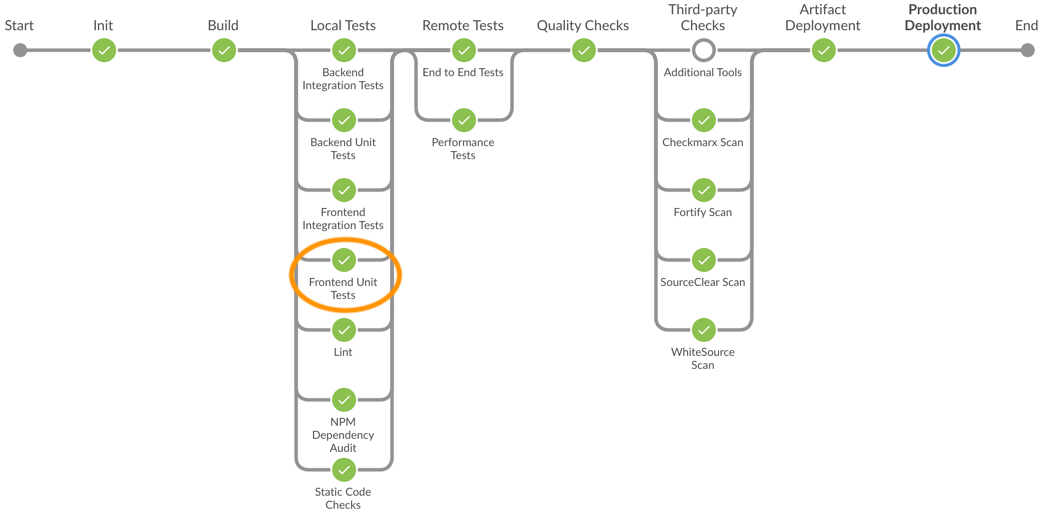 Start
Init
Build
Local Tests
Remote Tests
Quality Checks
Third-party
Checks
Artifact
Deployment
Production
Deployment
End
Backend
Integration Tests
Backend Unit
Tests
Frontend
Integration Tests
Frontend Unit
Tests
Lint
NPM
Dependency
Audit
Static Code
Checks
End to End Tests
Performance
Tests
Additional Tools
Checkmarx Scan
Fortify Scan
SourceClear Scan
WhiteSource
Scan